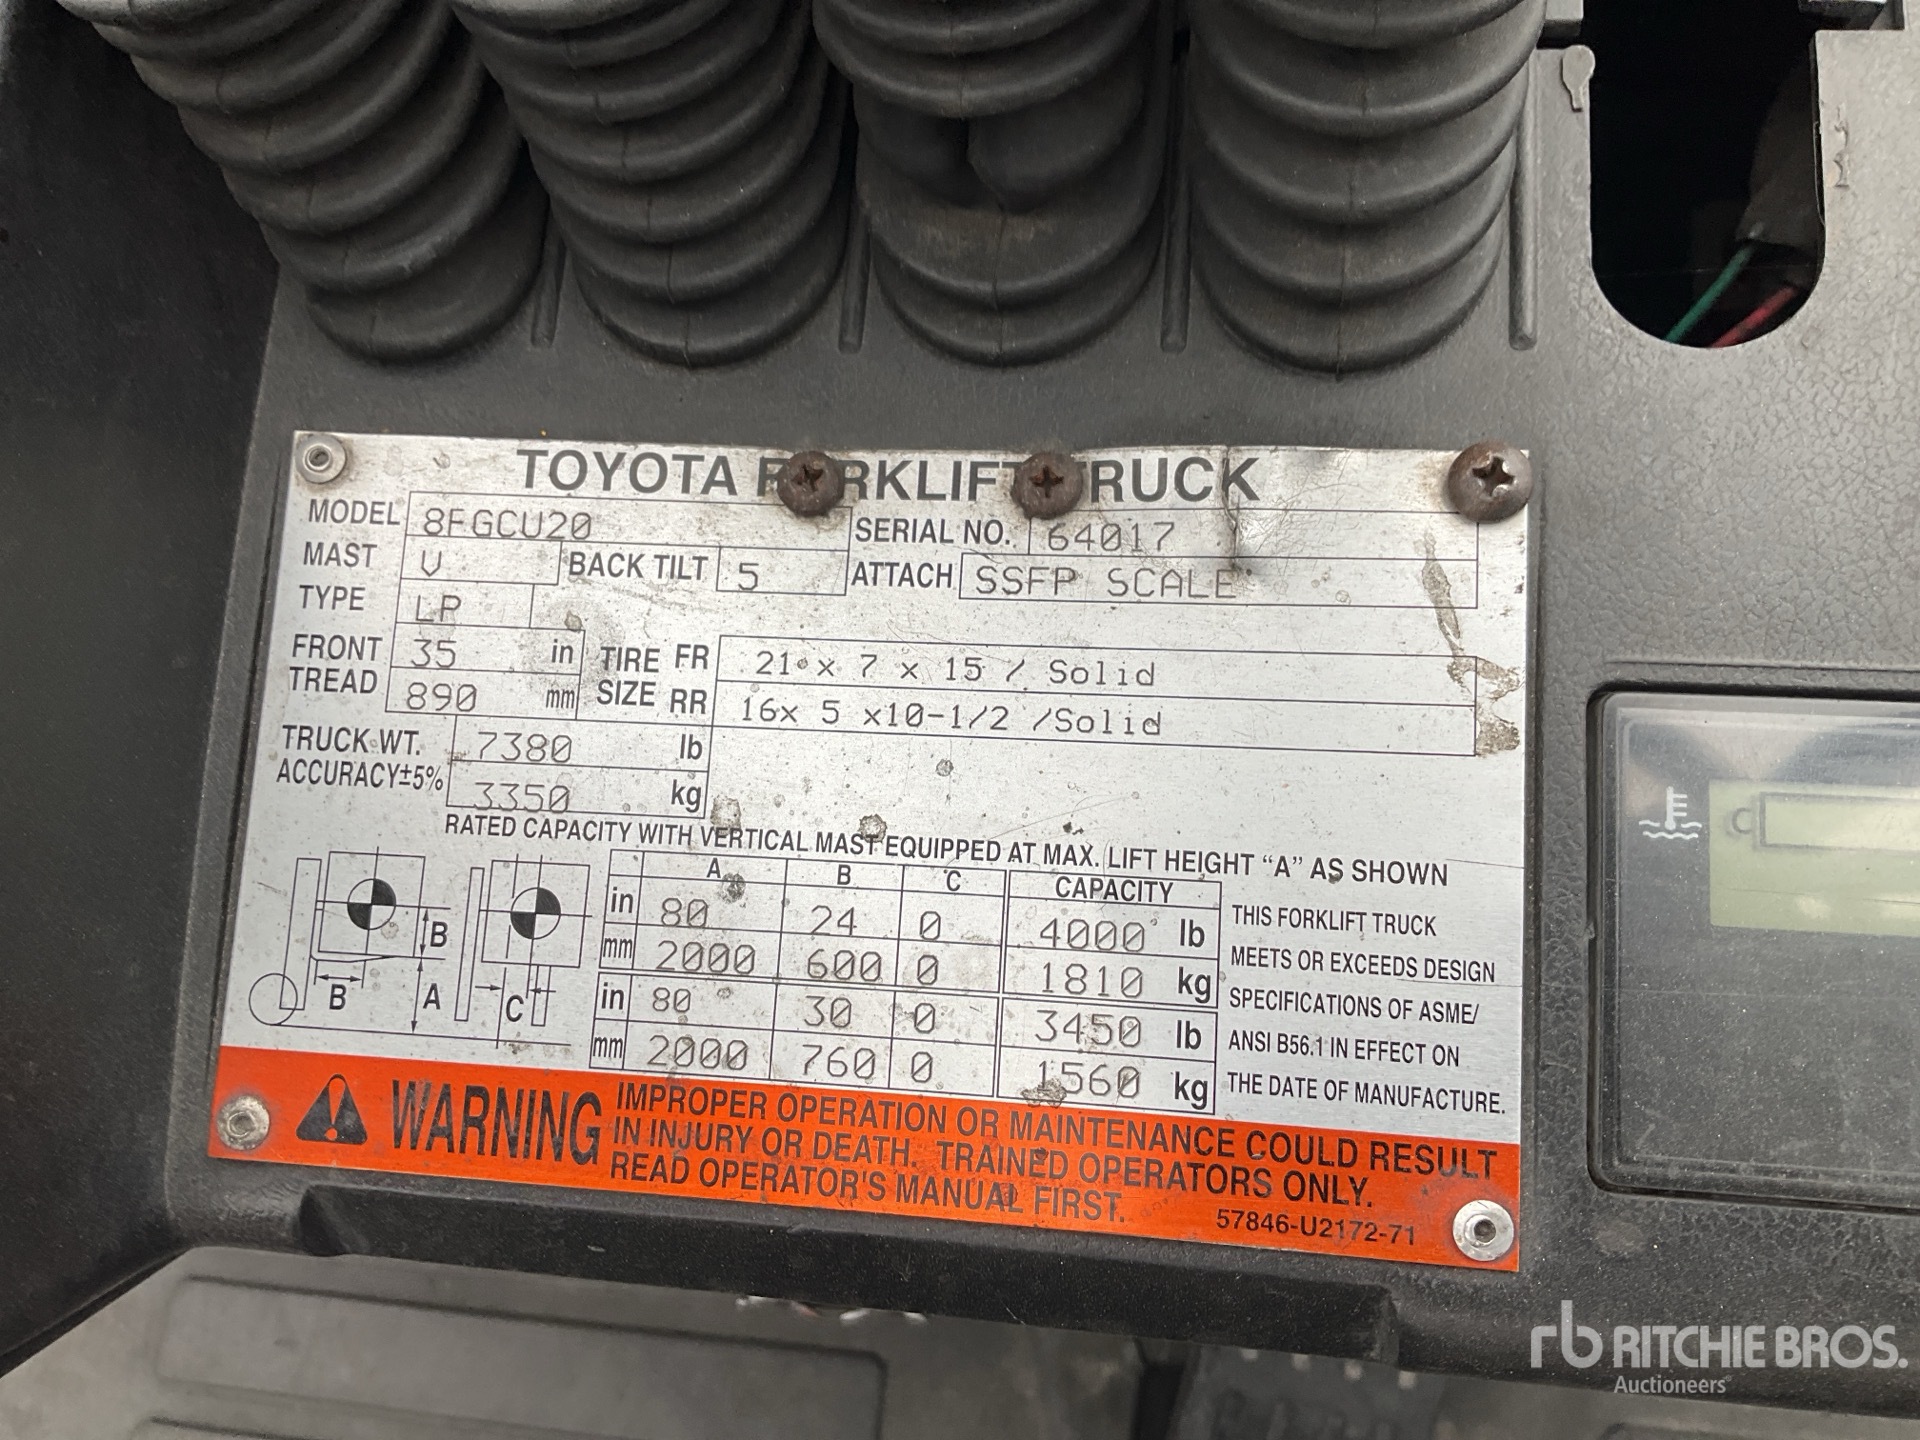 TOYOTA FORKLIFT TRUCK
MODEL 8FGCU20 SERIAL NO. 64017
MAST V BACK TILT 5 ATTACH SSFP SCALE
TYPE LP
FRONT TREAD 35 in TIRE SIZE FR 21 x 7 x 15 / Solid
890 mm RR 16x 5 x10-1/2 /Solid
TRUCK WT. 7380 lb
ACCURACY±5% 3350 kg
RATED CAPACITY WITH VERTICAL MAST EQUIPPED AT MAX. LIFT HEIGHT "A" AS SHOWN
A B C CAPACITY
in 80 24 0 4000 lb
mm 2000 600 0 1810 kg
in 80 30 0 3450 lb
mm 2000 760 0 1560 kg
B
B A C
THIS FORKLIFT TRUCK
MEETS OR EXCEEDS DESIGN
SPECIFICATIONS OF ASME/
ANSI B56.1 IN EFFECT ON
THE DATE OF MANUFACTURE.
WARNING
IMPROPER OPERATION OR MAINTENANCE COULD RESULT
IN INJURY OR DEATH. TRAINED OPERATORS ONLY.
READ OPERATOR'S MANUAL FIRST.
57846-U2172-71
C
rb RITCHIE BROS.
Auctioneers